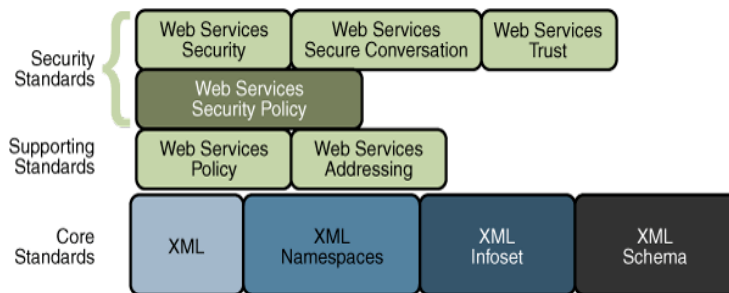 Security
Standards
Web Services
Security
Web Services
Secure Conversation
Web Services
Trust
Web Services
Security Policy
Supporting
Standards
Web Services
Policy
Web Services
Addressing
Core
Standards
XML
XML
Namespaces
XML
Infoset
XML
Schema